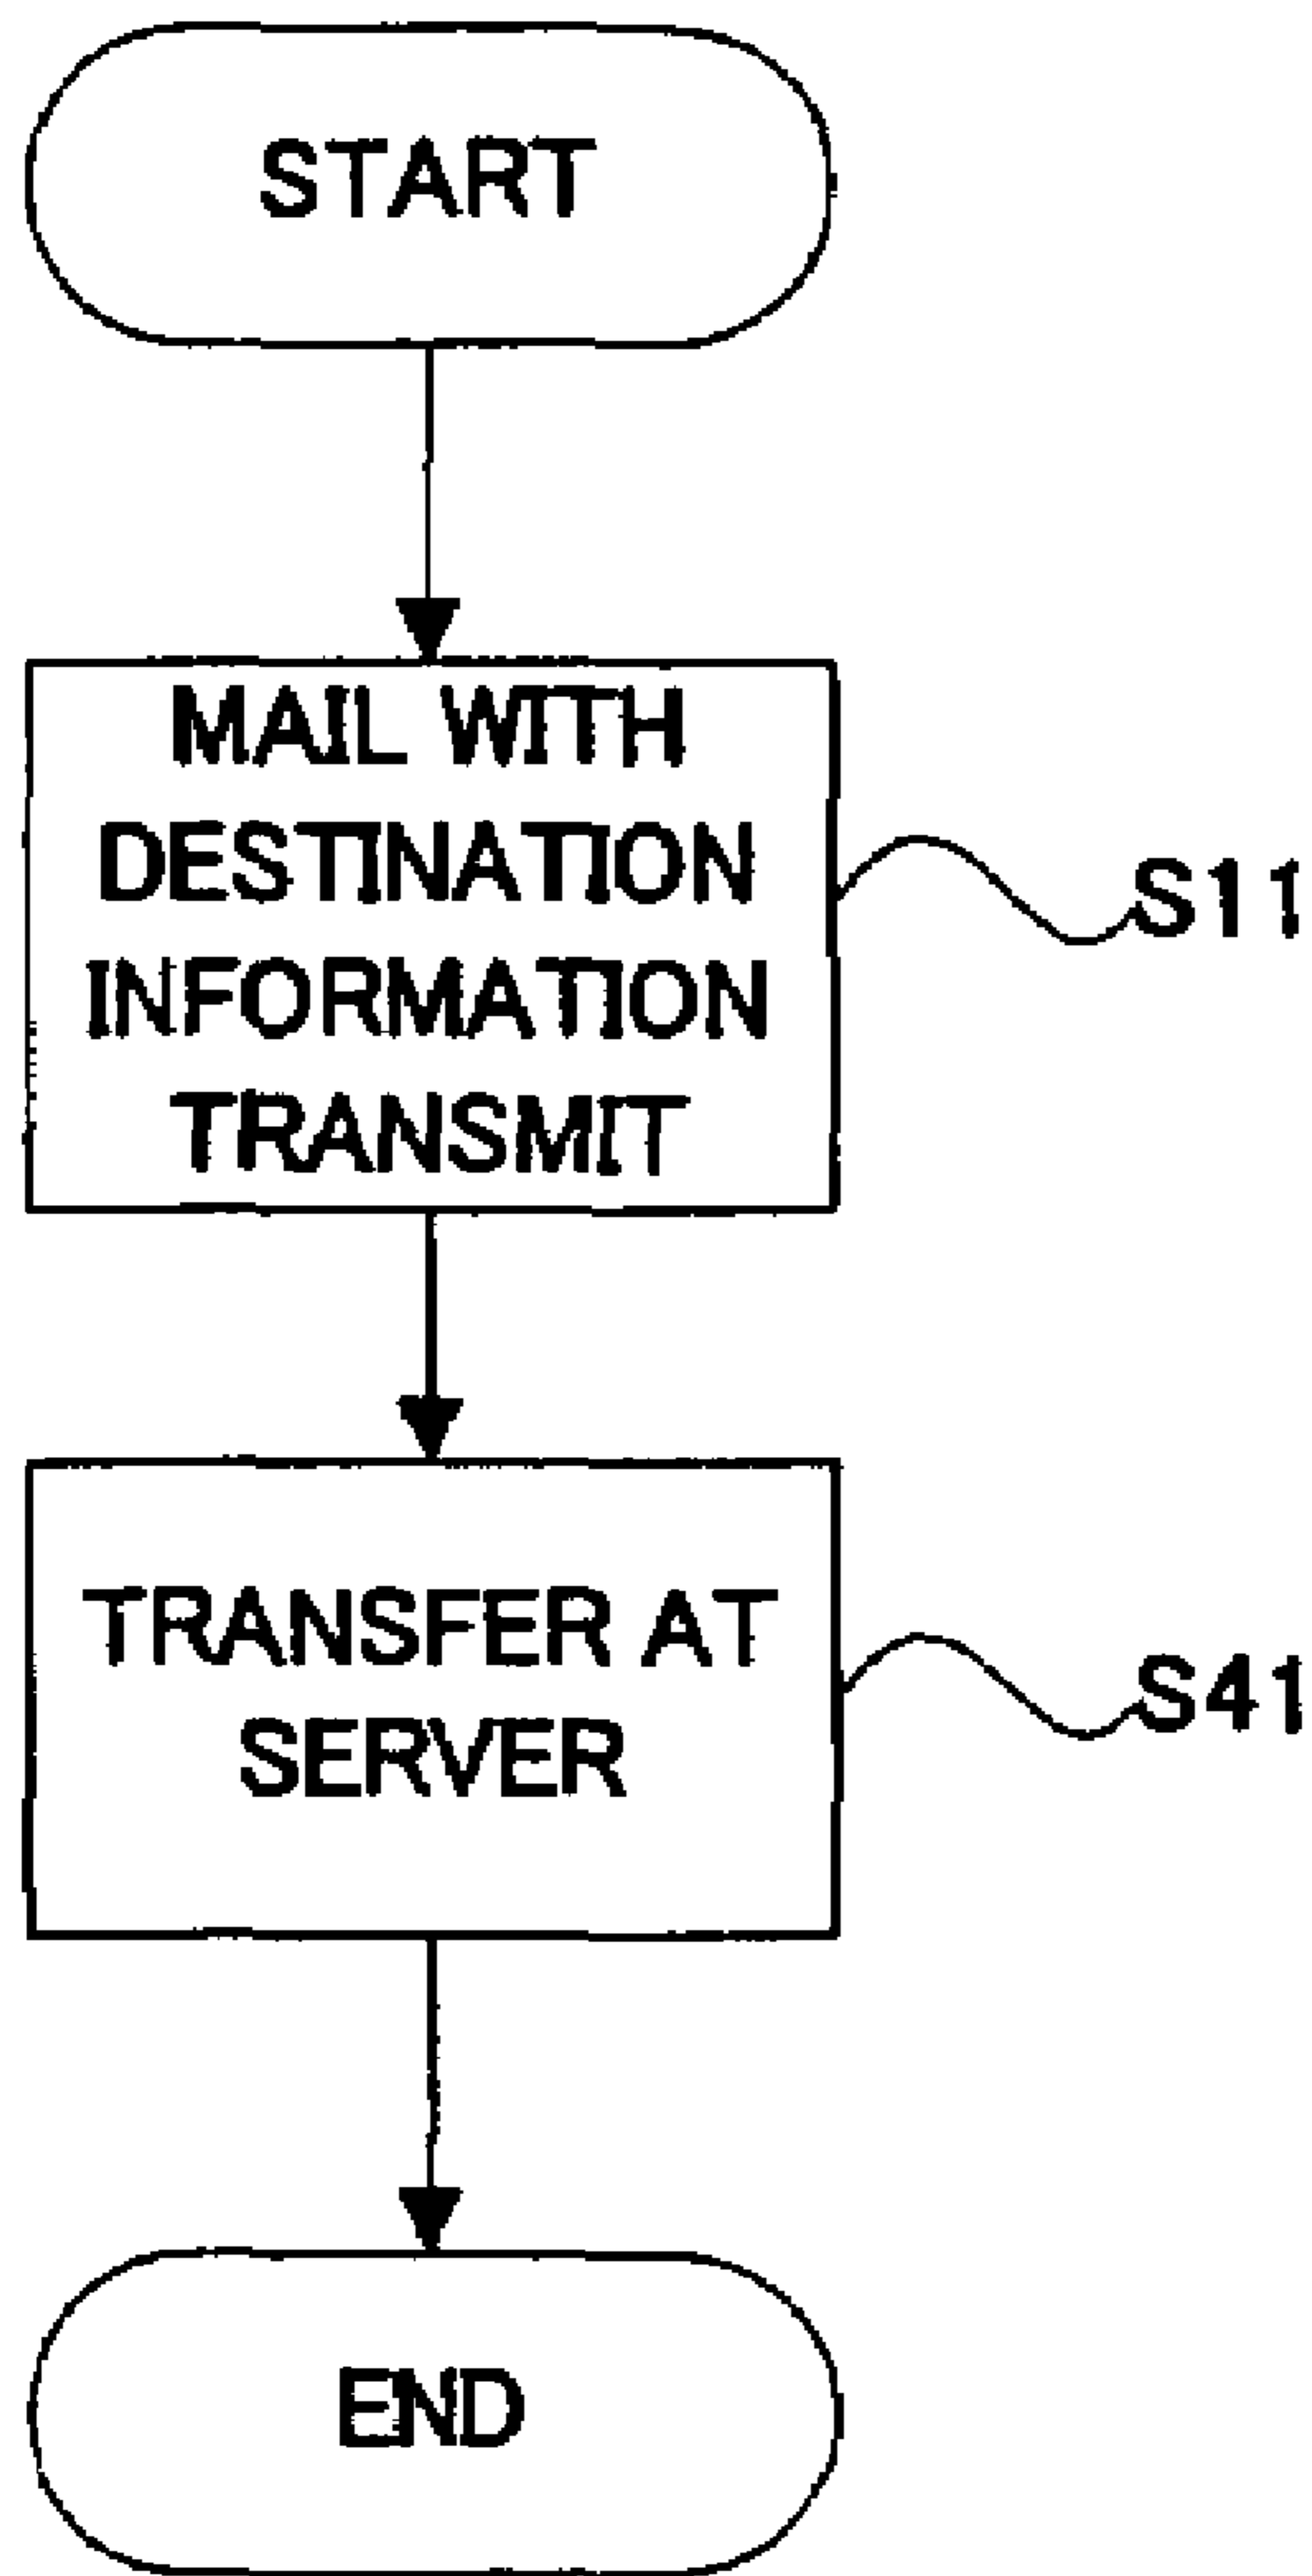 START
MAIL WITH
DESTINATION
INFORMATION
TRANSMIT
S11
TRANSFER AT
SERVER
S41
END